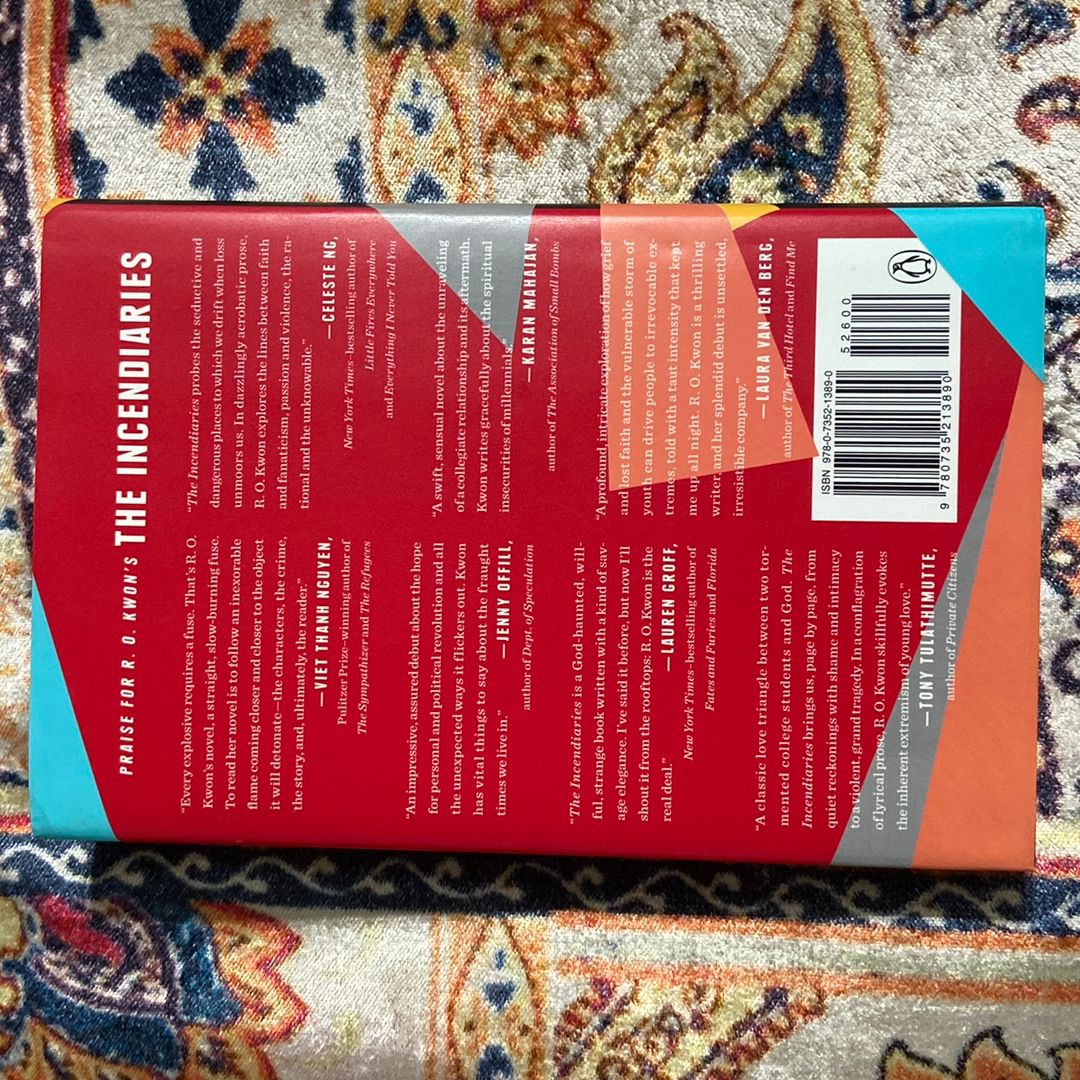 PRAISE FOR R. O. KWON'S THE INCENDIARIES
"Every explosive requires a fuse. That's R. O.
Kwon's novel, a straight, slow-burning fuse.
To read her novel is to follow an inexorable
flame coming closer and closer to the object
it will detonate—the characters, the crime,
the story, and, ultimately, the reader."
—VIET THANH NGUYEN,
Pulitzer Prize–winning author of
The Sympathizer and The Refugees
"An impressive, assured debut about the hope
for personal and political revolution and all
the unexpected ways it flickers out. Kwon
has vital things to say about the fraught
times we live in."
—JENNY OFFILL,
author of Dept. of Speculation
"The Incendiaries is a God-haunted, will-
ful, strange book written with a kind of sav-
age elegance. I've said it before, but now I'll
shout it from the rooftops: R. O. Kwon is the
real deal."
—LAUREN GROFF,
New York Times–bestselling author of
Fates and Furies and Florida
"A classic love triangle between two tor-
mented college students and God. The
Incendiaries brings us, page by page, from
quiet reckonings with shame and intimacy
to a violent, grand tragedy. In a conflagration
of lyrical prose, R. O. Kwon skillfully evokes
the inherent extremism of young love."
—TONY TULATHIMUTTE,
author of Private Citizens
"The Incendiaries probes the seductive and
dangerous places to which we drift when loss
unmoors us. In dazzlingly acrobatic prose,
R. O. Kwon explores the lines between faith
and fanaticism, passion and violence, the ra-
tional and the unknowable."
—CELESTE NG,
New York Times–bestselling author of
Little Fires Everywhere
and Everything I Never Told You
"A swift, sensual novel about the unraveling
of a collegiate relationship and its aftermath.
Kwon writes gracefully about the spiritual
insecurities of millennials."
—KARAN MAHAJAN,
author of The Association of Small Bombs
"A profound, intricate exploration of how grief
and lost faith and the vulnerable storm of
youth can drive people to irrevocable ex-
tremes, told with a taut intensity that kept
me up all night. R. O. Kwon is a thrilling
writer, and her splendid debut is unsettled,
irresistible company."
—LAURA VAN DEN BERG,
author of The Third Hotel and Find Me
ISBN 978-0-7352-1389-0
52600
9 780735 213890